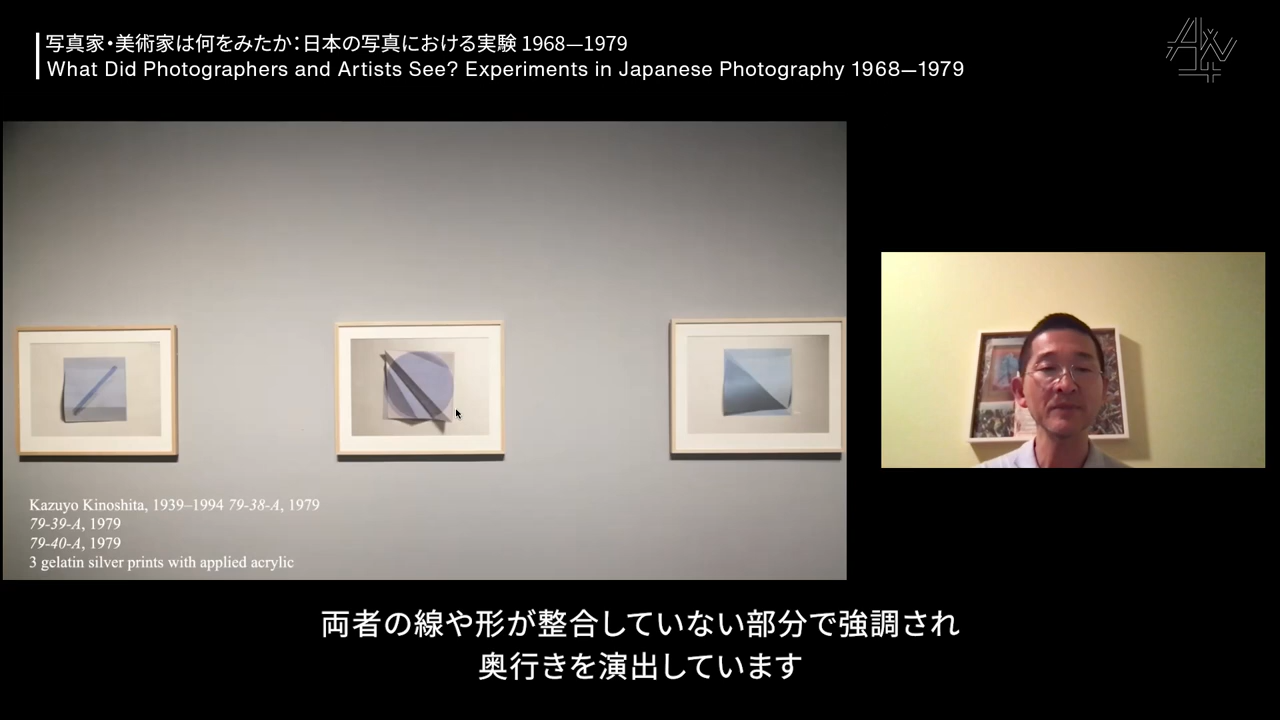 写真家・美術家は何をみたか：日本の写真における実験 1968—1979
What Did Photographers and Artists See? Experiments in Japanese Photography 1968—1979
Kazuyo Kinoshita, 1939–1994 79-38-A, 1979
79-39-A, 1979
79-40-A, 1979
3 gelatin silver prints with applied acrylic
両者の線や形が整合していない部分で強調され
奥行きを演出しています